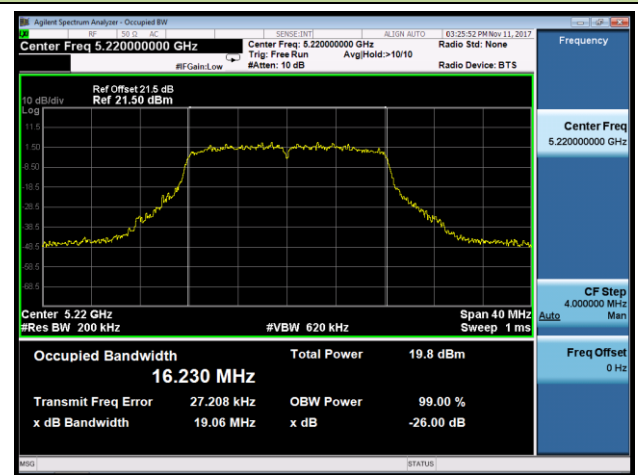 Agilent Spectrum Analyzer - Occupied BW
RF 50 Ω AC SENSE:INT ALIGN AUTO 03:25:52 PM Nov 11, 2017
Center Freq 5.220000000 GHz Center Freq: 5.220000000 GHz Radio Std: None Frequency
Trig: Free Run Avg|Hold:>10/10
#IFGain:Low #Atten: 10 dB Radio Device: BTS
Ref Offset 21.5 dB
10 dB/div Ref 21.50 dBm
Log
11.5
1.50
-8.50
-18.5
-28.5
-38.5
-48.5
-58.5
-68.5
Center Freq
5.220000000 GHz
CF Step
4.000000 MHz
Auto Man
Center 5.22 GHz Span 40 MHz
#Res BW 200 kHz #VBW 620 kHz Sweep 1 ms
Occupied Bandwidth Total Power 19.8 dBm
16.230 MHz
Freq Offset
0 Hz
Transmit Freq Error 27.208 kHz OBW Power 99.00 %
x dB Bandwidth 19.06 MHz x dB -26.00 dB
MSG STATUS